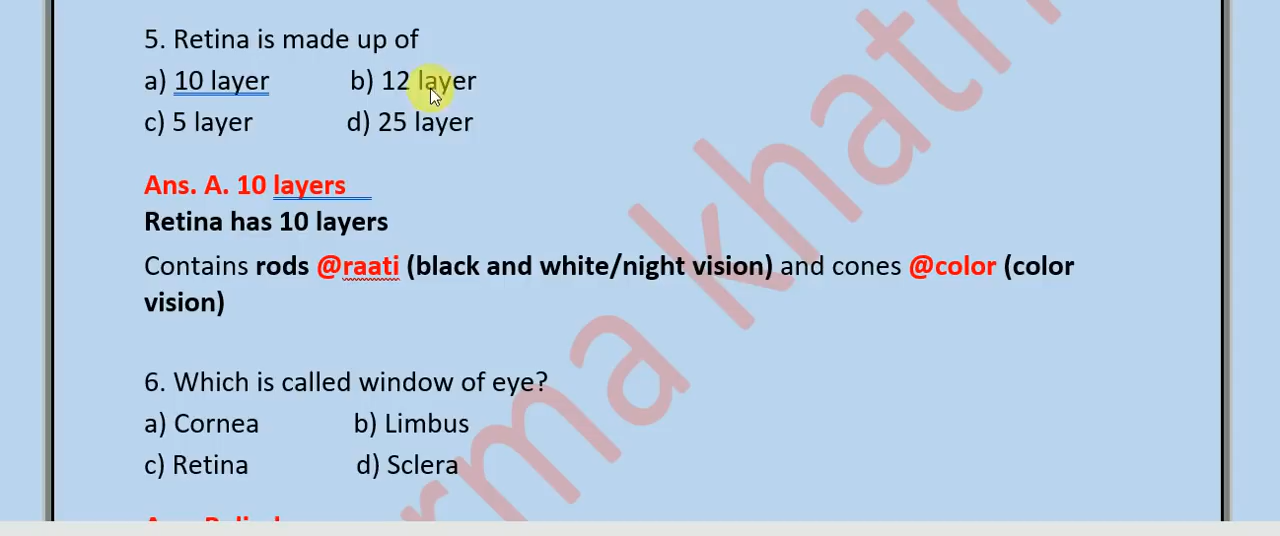 5. Retina is made up of
a) 10 layer b) 12 layer
c) 5 layer d) 25 layer
Ans. A. 10 layers
Retina has 10 layers
Contains rods @raati (black and white/night vision) and cones @color (color
vision)
6. Which is called window of eye?
a) Cornea b) Limbus
c) Retina d) Sclera
rma khatr